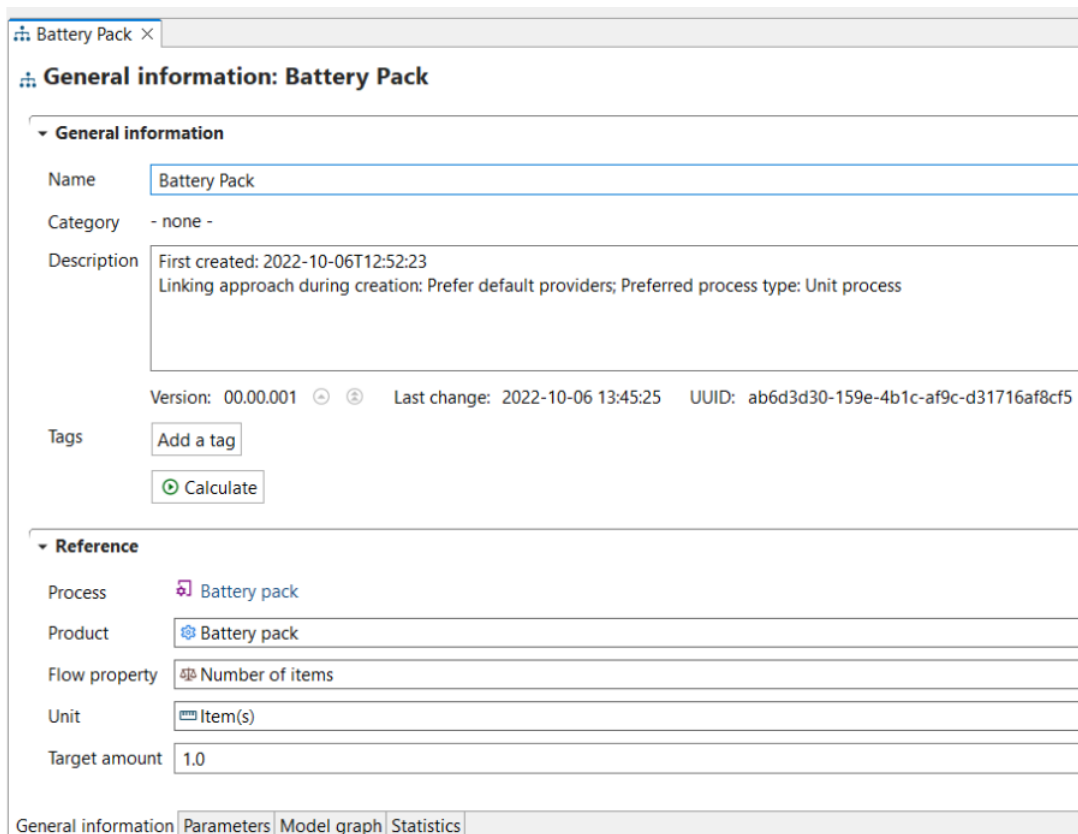 Battery Pack
General information: Battery Pack
General information
Name Battery Pack
Category - none -
Description First created: 2022-10-06T12:52:23
Linking approach during creation: Prefer default providers; Preferred process type: Unit process
Version: 00.00.001 Last change: 2022-10-06 13:45:25 UUID: ab6d3d30-159e-4b1c-af9c-d31716af8cf5
Tags Add a tag
Calculate
Reference
Process Battery pack
Product Battery pack
Flow property Number of items
Unit Item(s)
Target amount 1.0
General information Parameters Model graph Statistics